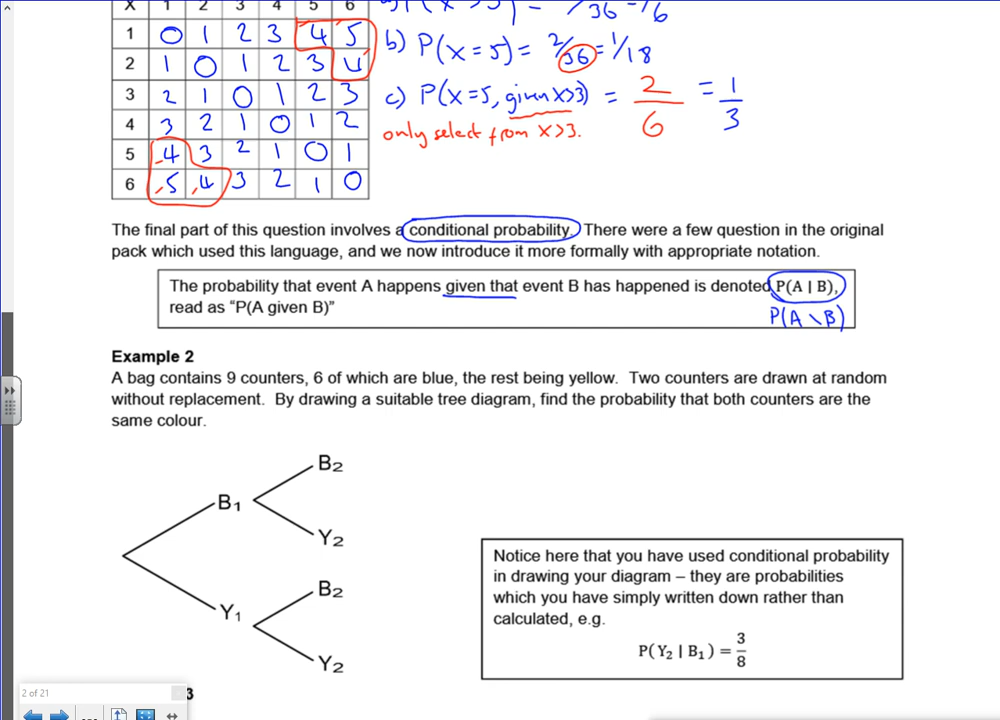 X 1 2 3 4 5 6
1 0 1 2 3 4 5
2 1 0 1 2 3 4
3 2 1 0 1 2 3
4 3 2 1 0 1 2
5 4 3 2 1 0 1
6 5 4 3 2 1 0
b) P(x=5) = 2/36 = 1/18
c) P(x=5, given x>3) = 2/6 = 1/3
only select from x>3.
The final part of this question involves a conditional probability. There were a few question in the original
pack which used this language, and we now introduce it more formally with appropriate notation.
The probability that event A happens given that event B has happened is denoted P(A | B),
read as “P(A given B)”
P(A \ B)
Example 2
A bag contains 9 counters, 6 of which are blue, the rest being yellow. Two counters are drawn at random
without replacement. By drawing a suitable tree diagram, find the probability that both counters are the
same colour.
B2
B1
Y2
B2
Y1
Y2
Notice here that you have used conditional probability
in drawing your diagram – they are probabilities
which you have simply written down rather than
calculated, e.g.
P(Y2 | B1) = 3/8
2 of 21
3